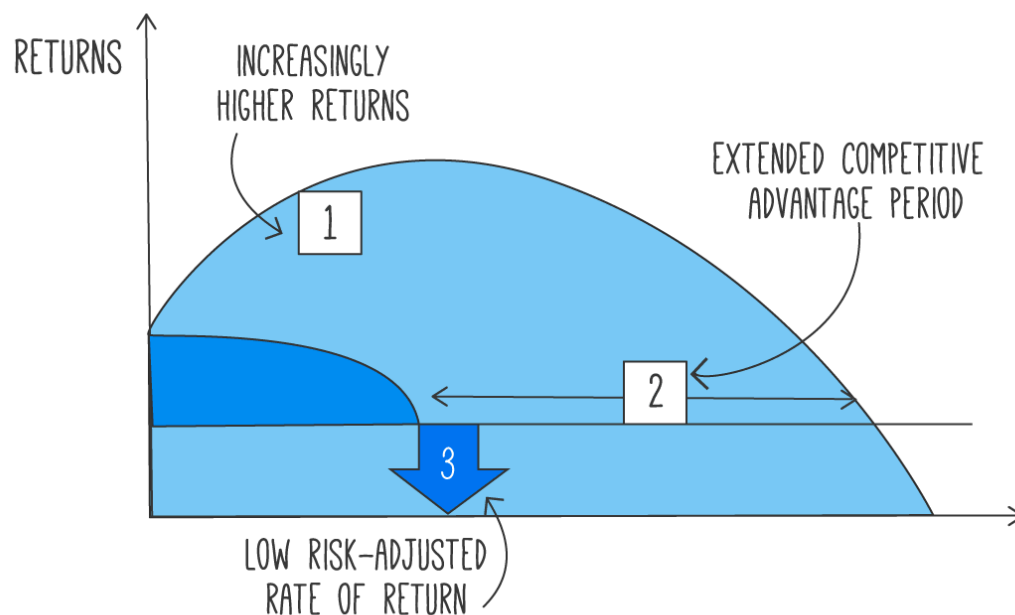 RETURNS
INCREASINGLY
HIGHER RETURNS
EXTENDED COMPETITIVE
ADVANTAGE PERIOD
1
2
3
LOW RISK-ADJUSTED
RATE OF RETURN